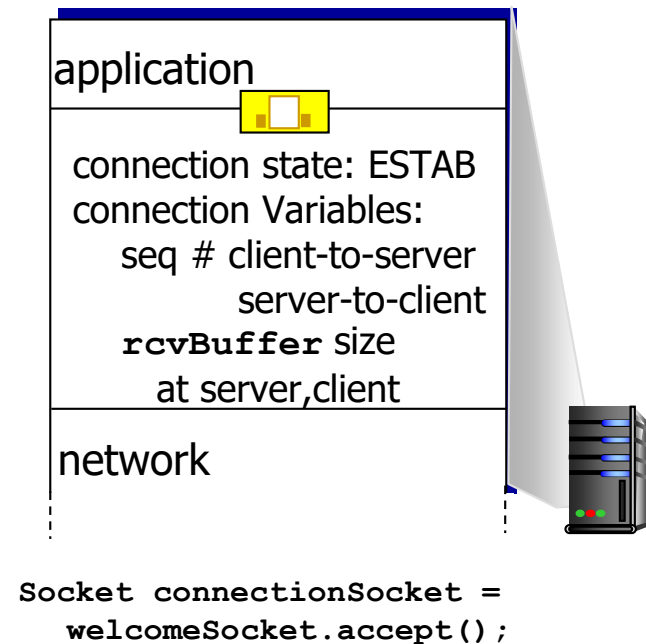 application
connection state: ESTAB
connection Variables:
seq # client-to-server
server-to-client
rcvBuffer size
at server,client
network
Socket connectionSocket =
welcomeSocket.accept();